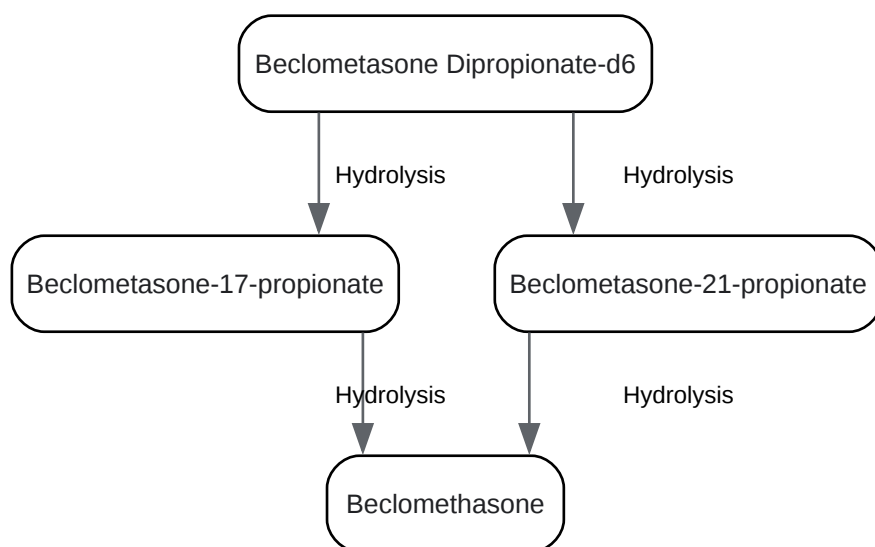 Beclometasone Dipropionate-d6
Hydrolysis
Hydrolysis
Beclometasone-17-propionate
Beclometasone-21-propionate
Hydrolysis
Hydrolysis
Beclomethasone